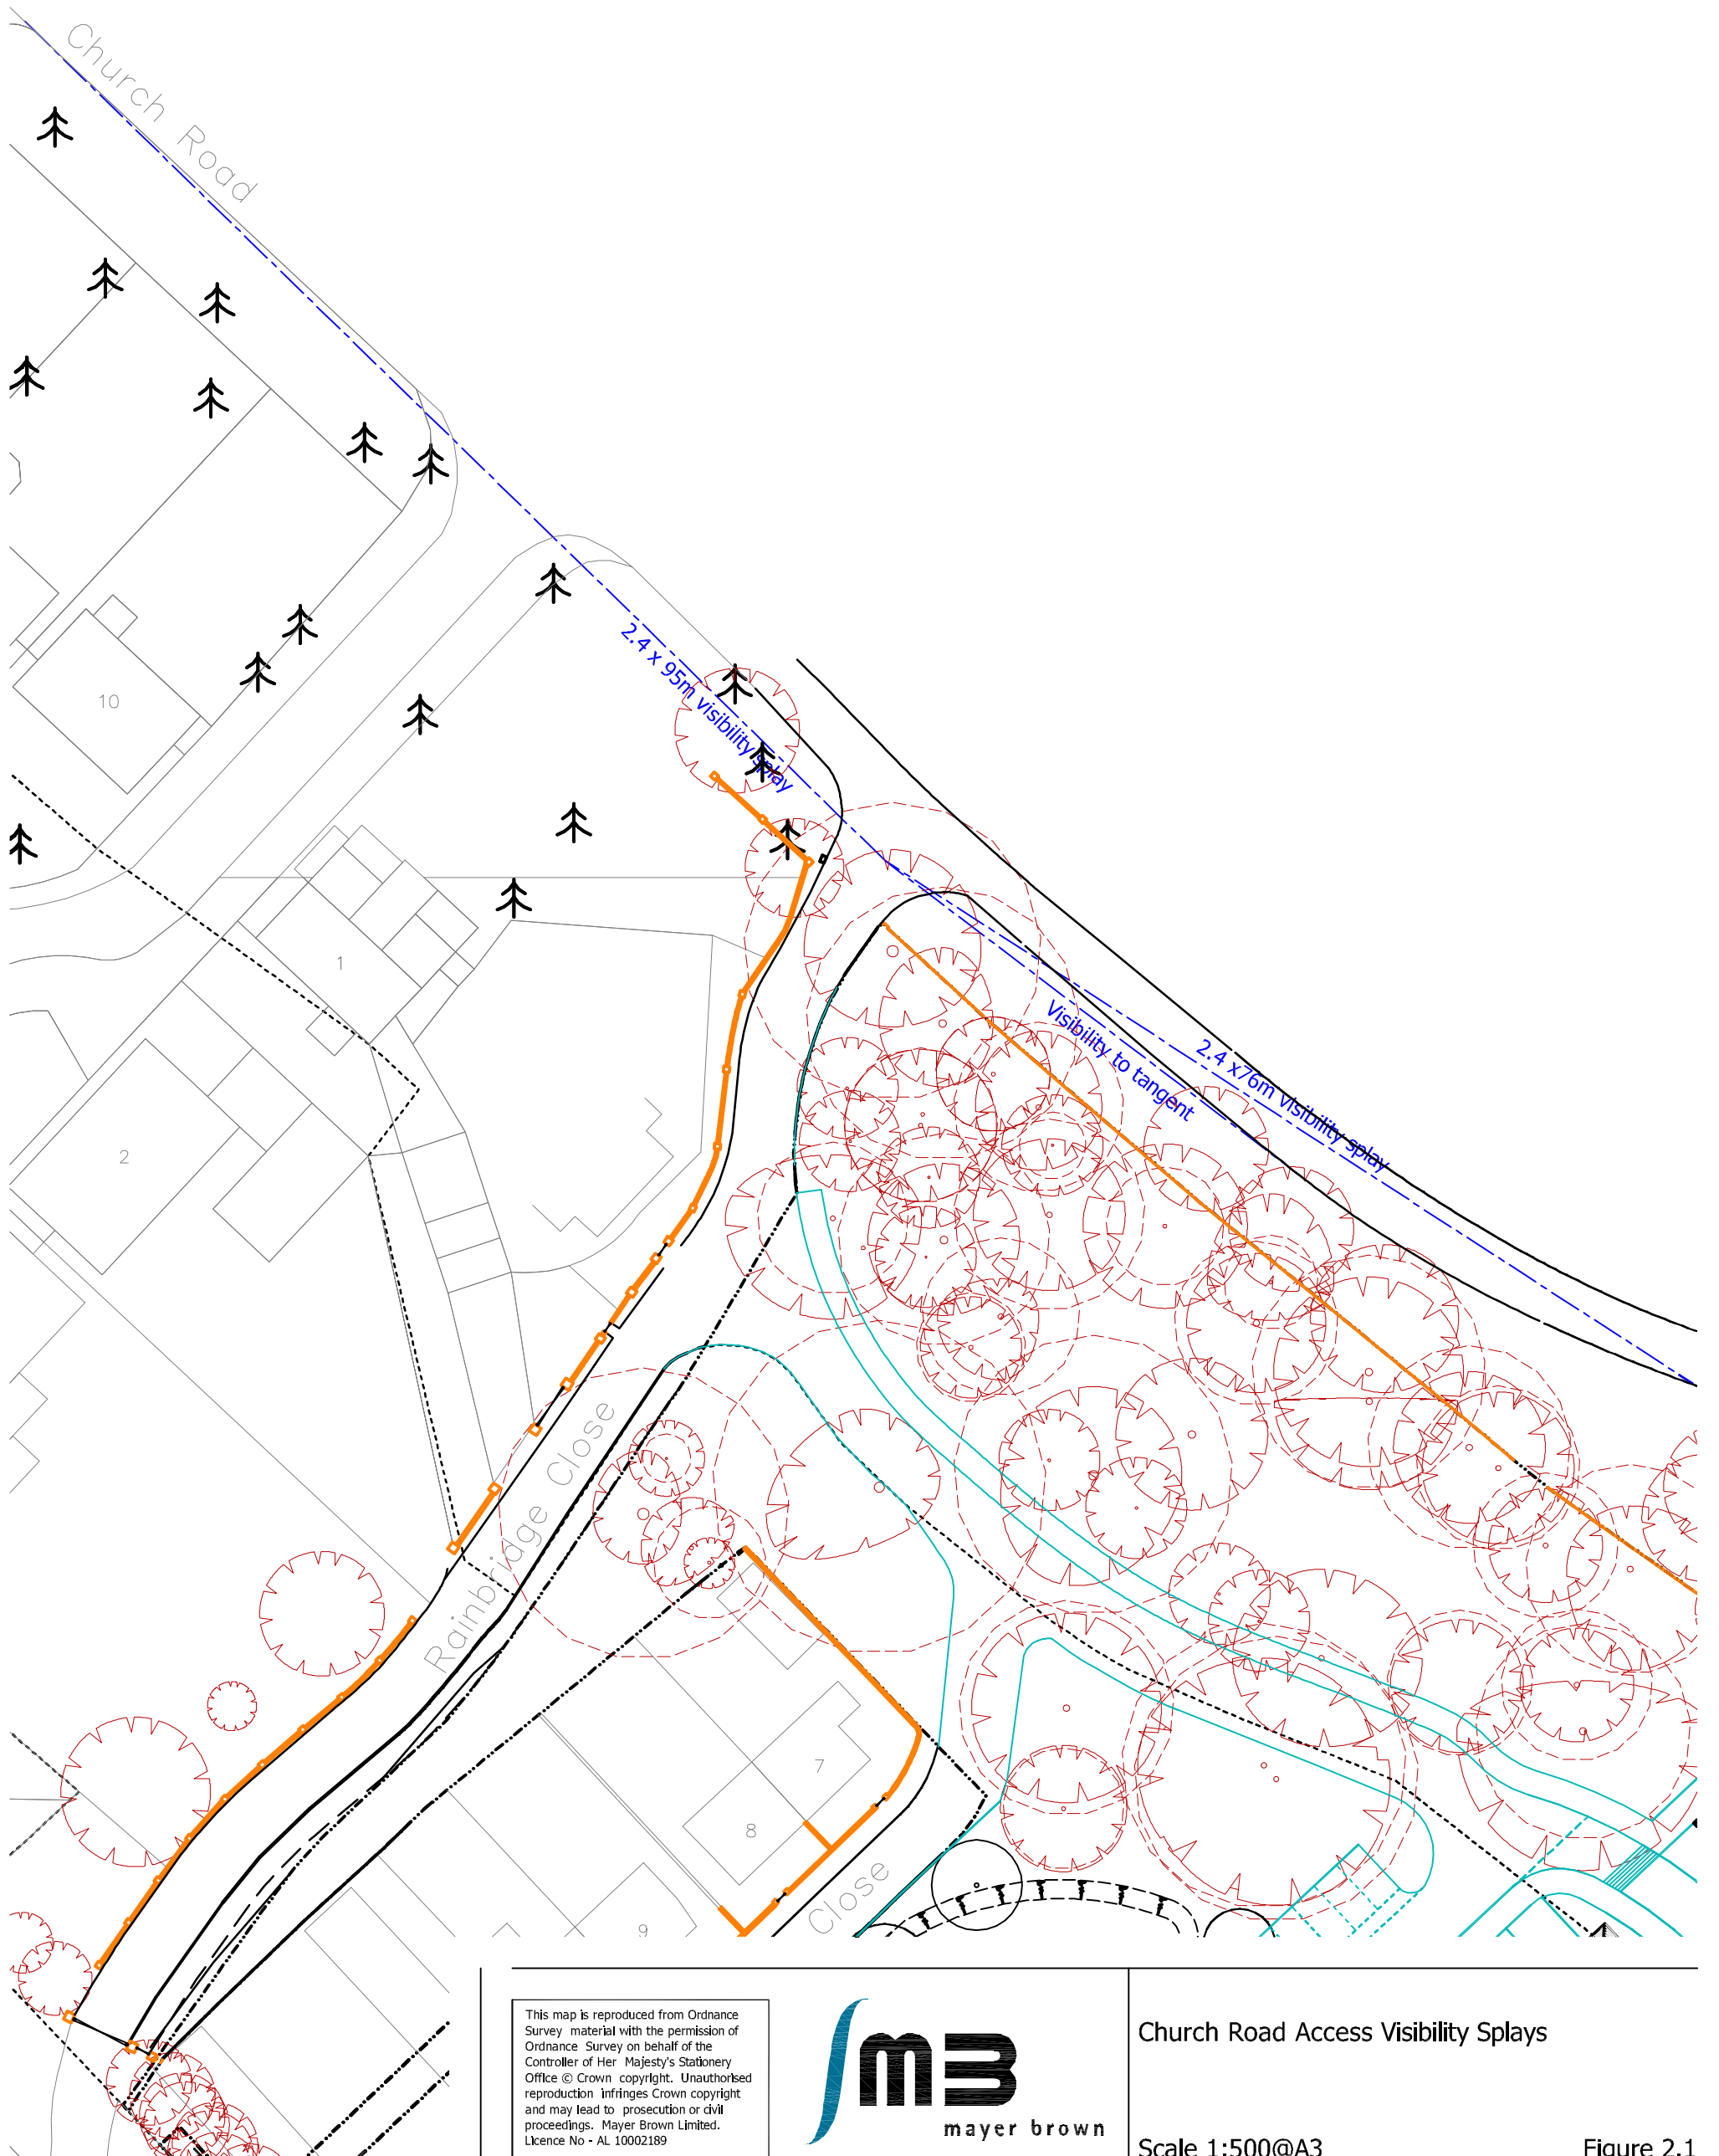 Church Road
2.4 x 95m visibility splay
10
1
2
Visibility to tangent
2.4 x76m visibility splay
Rainbridge Close
7
8
9
Close
This map is reproduced from Ordnance
Survey material with the permission of
Ordnance Survey on behalf of the
Controller of Her Majesty's Stationery
Office © Crown copyright. Unauthorised
reproduction infringes Crown copyright
and may lead to prosecution or civil
proceedings. Mayer Brown Limited.
Licence No - AL 10002189
mB
mayer brown
Church Road Access Visibility Splays
Scale 1:500@A3
Figure 2.1